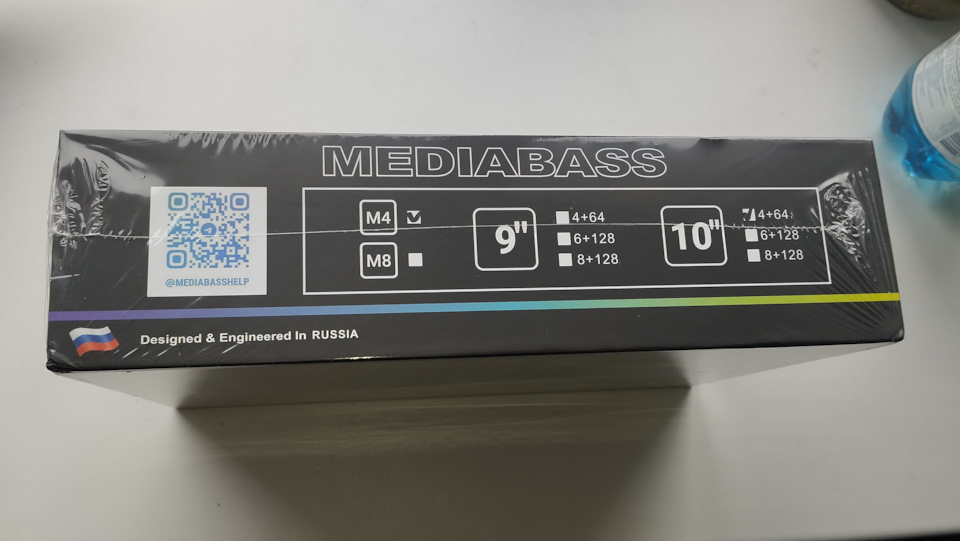 MEDIABASS
@MEDIABASSHELP
M4
M8
9"
4+64
6+128
8+128
10"
4+64
6+128
8+128
Designed & Engineered In RUSSIA